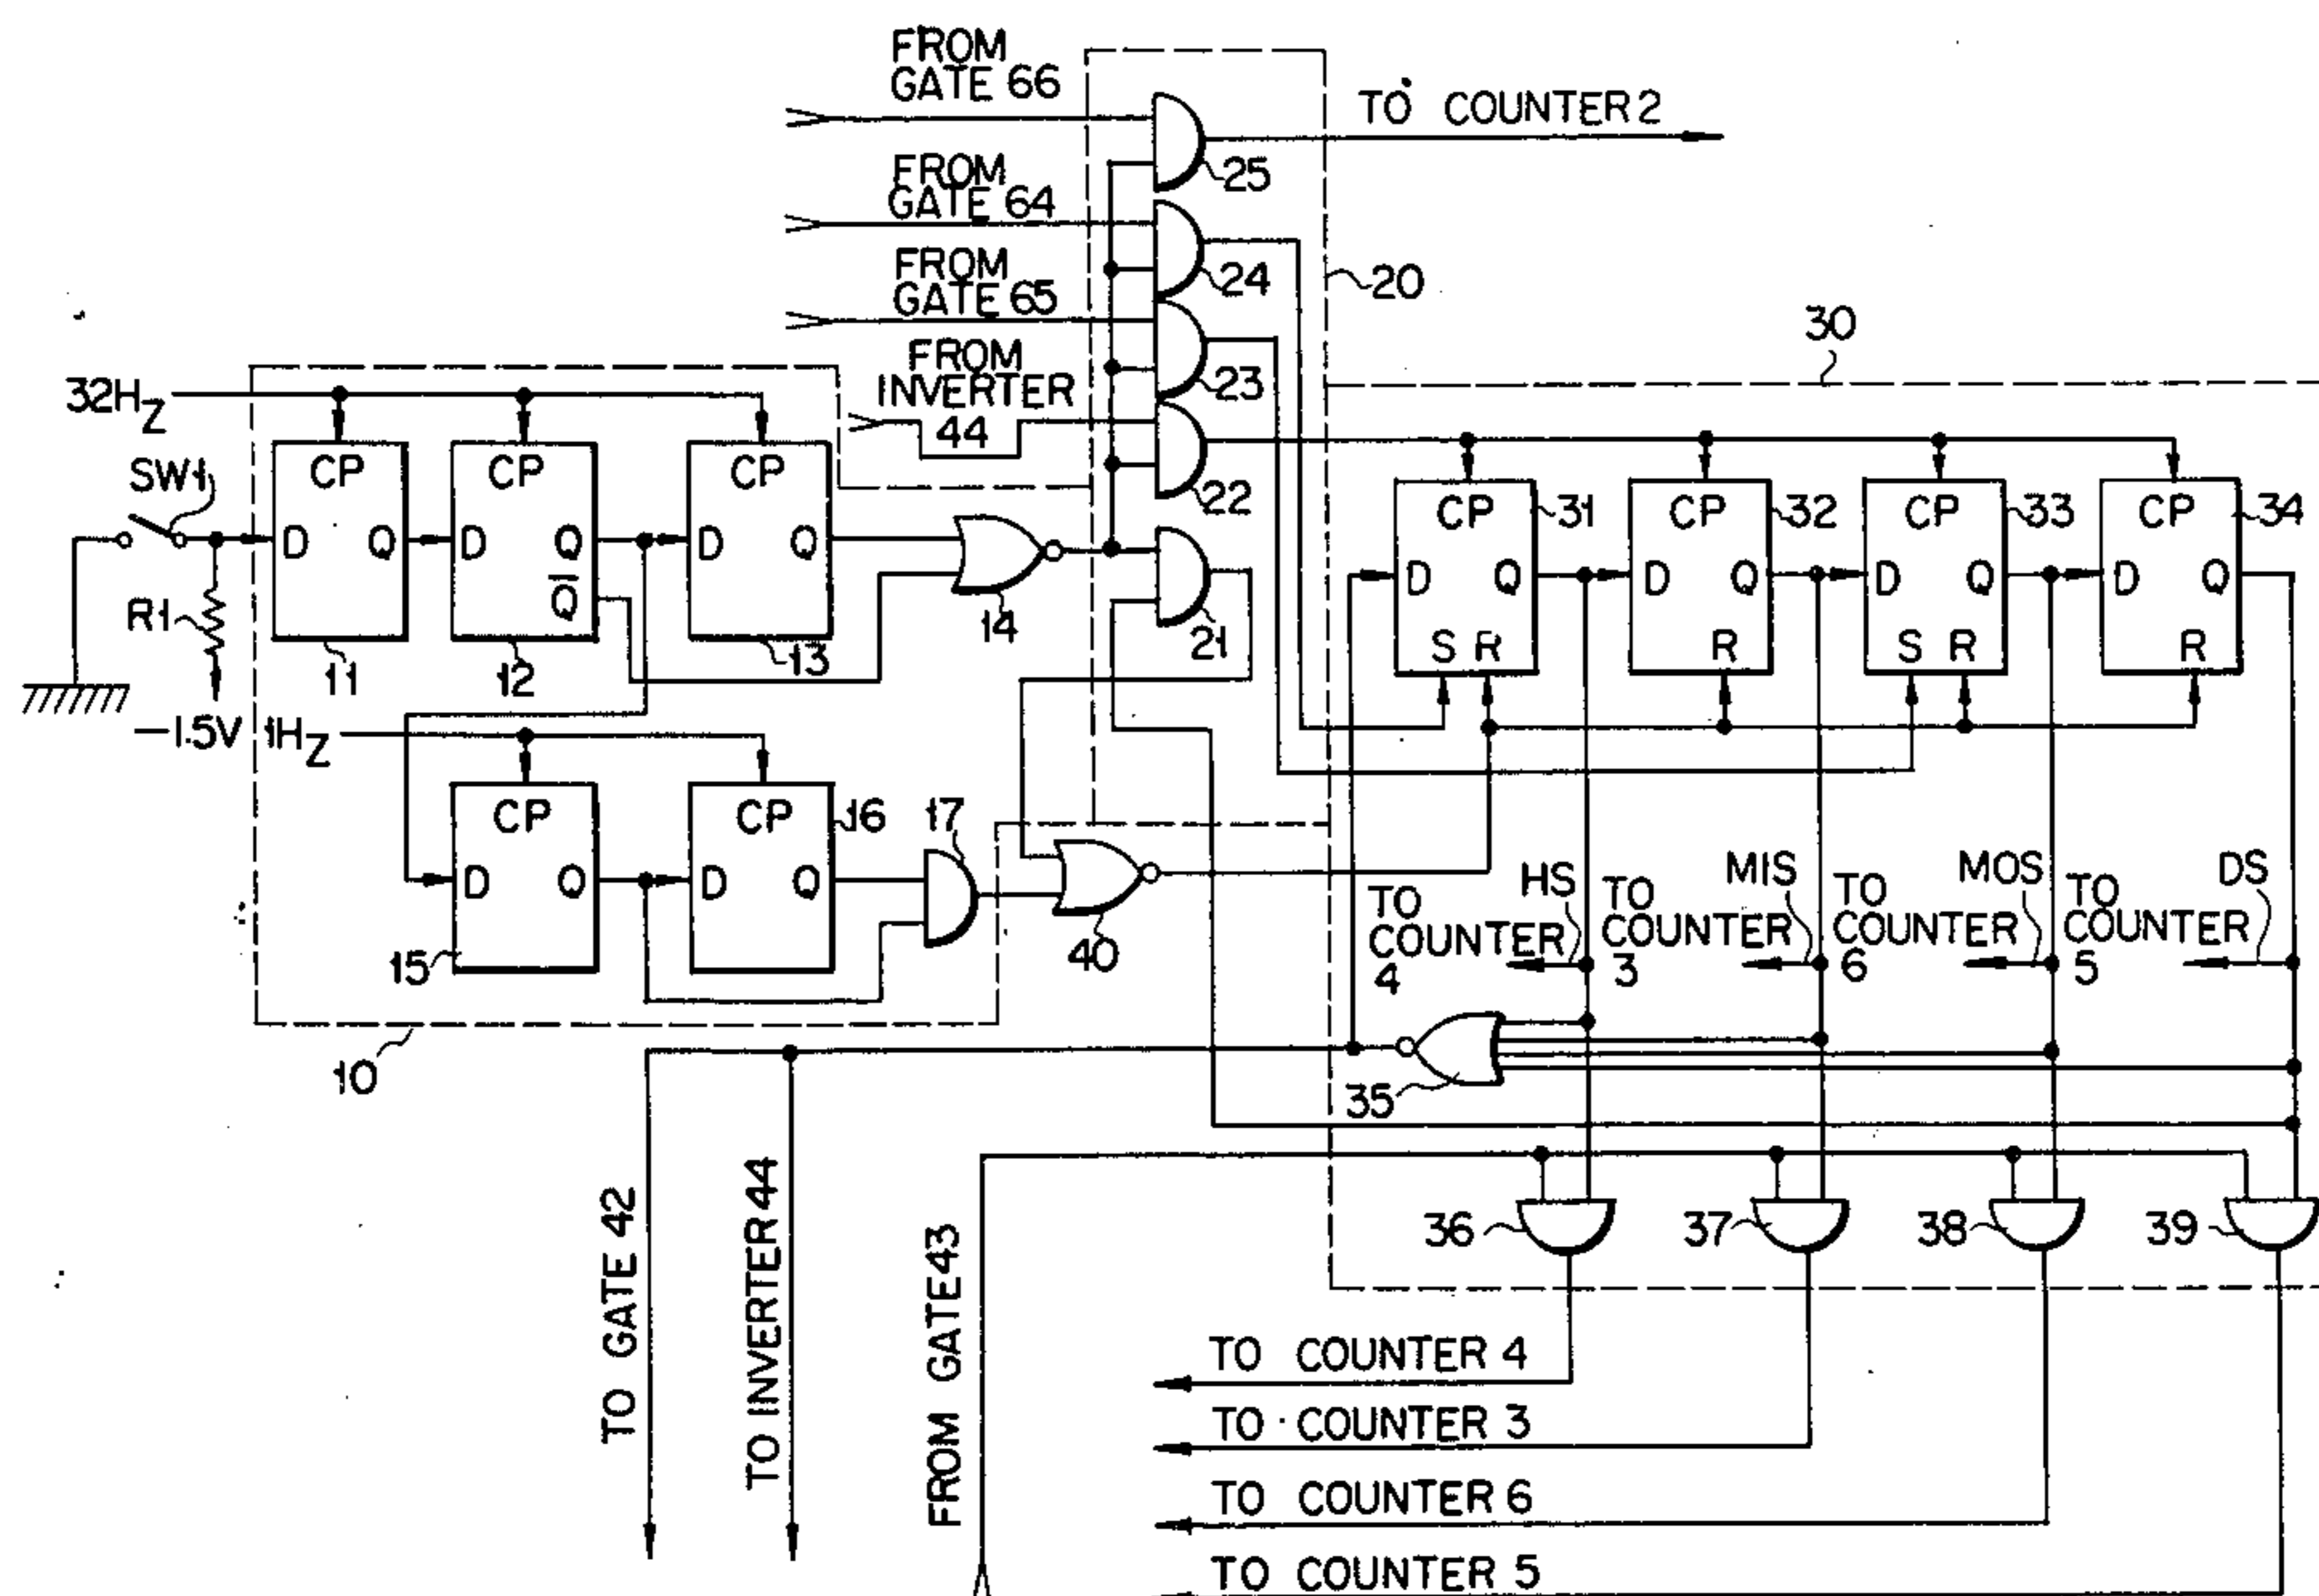 FROM
GATE 66
TO COUNTER 2
25
FROM
GATE 64
24
20
FROM
GATE 65
23
30
FROM
INVERTER
44
22
32HZ
SW1
CP
CP
CP
D Q
D Q
Q̅
D Q
R1
11
12
13
14
21
CP
31
CP
32
CP
33
CP
34
D Q
D Q
D Q
D Q
S R
R
S R
R
-1.5V
1HZ
CP
CP
16
17
D Q
D Q
15
40
HS
MIS
MOS
DS
TO
COUNTER
4
TO
COUNTER
3
TO
COUNTER
6
TO
COUNTER
5
10
35
TO GATE 42
TO INVERTER 44
FROM GATE 43
36
37
38
39
TO COUNTER 4
TO COUNTER 3
TO COUNTER 6
TO COUNTER 5